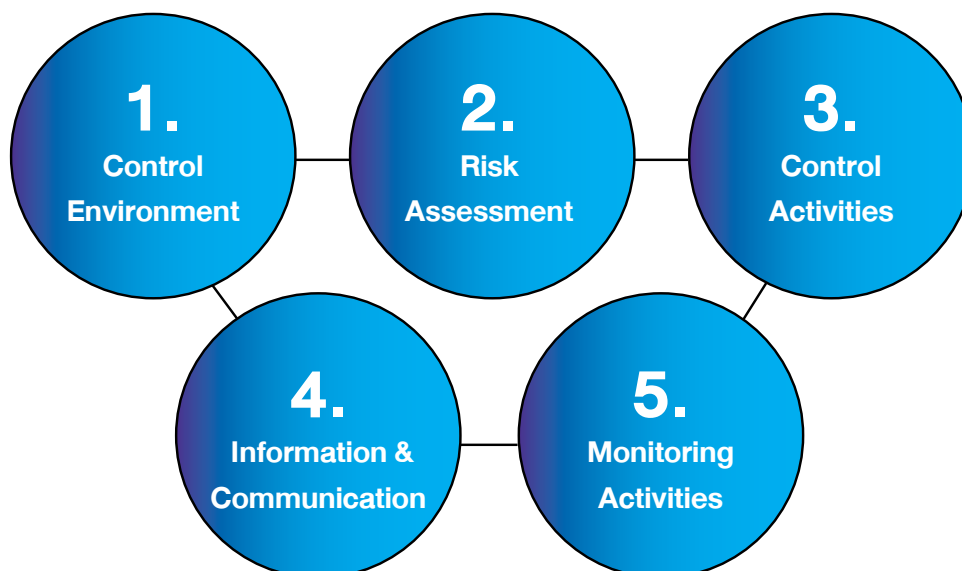 1.
Control
Environment
2.
Risk
Assessment
3.
Control
Activities
4.
Information &
Communication
5.
Monitoring
Activities